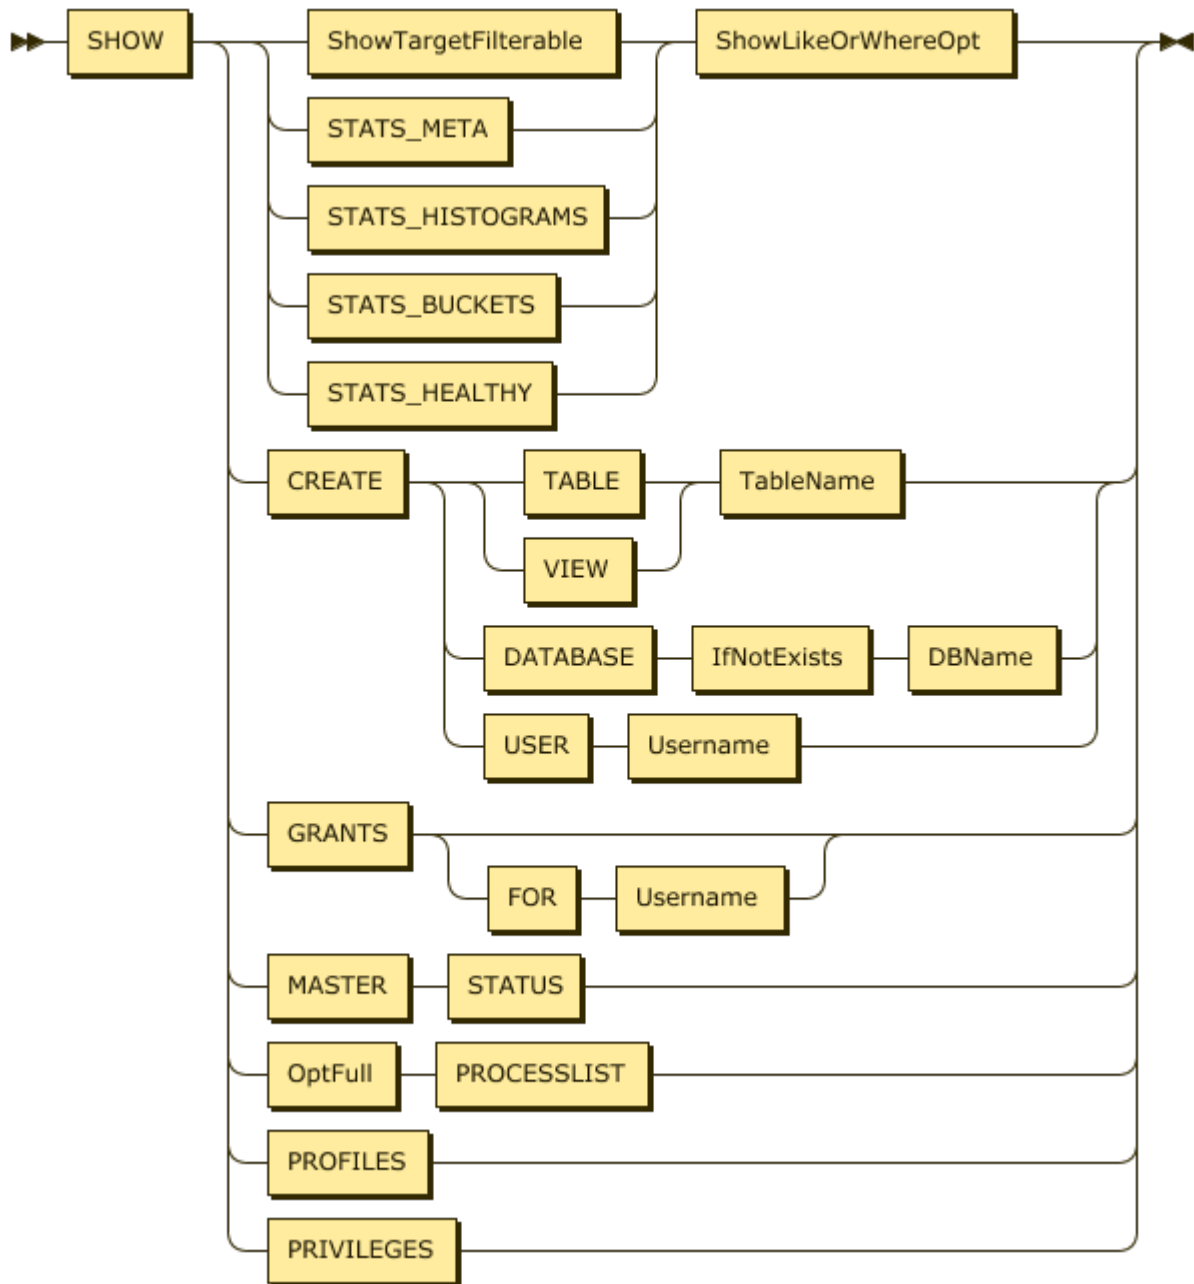 SHOW ShowTargetFilterable ShowLikeOrWhereOpt
STATS_META
STATS_HISTOGRAMS
STATS_BUCKETS
STATS_HEALTHY
CREATE TABLE TableName
VIEW
DATABASE IfNotExists DBName
USER Username
GRANTS
FOR Username
MASTER STATUS
OptFull PROCESSLIST
PROFILES
PRIVILEGES